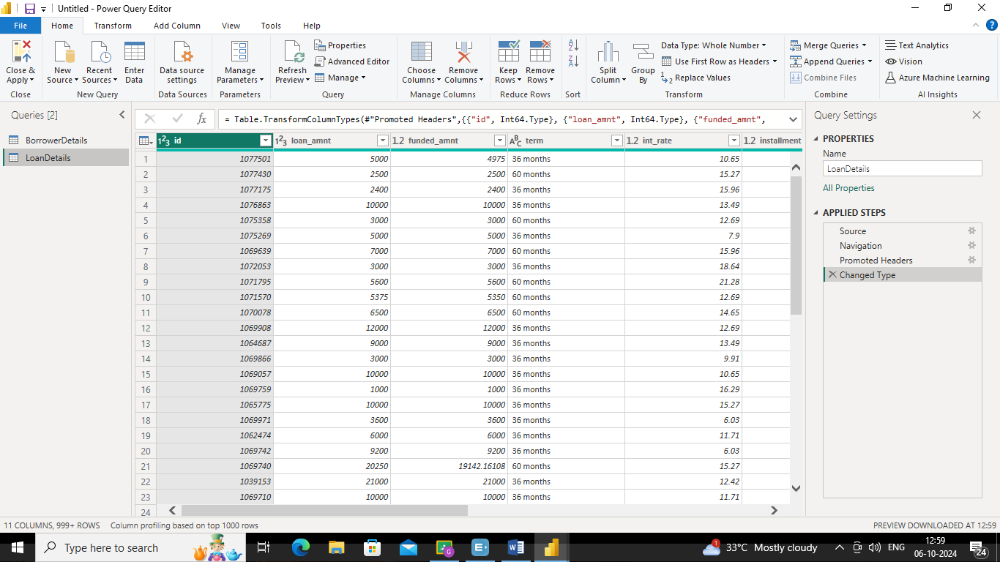 Untitled - Power Query Editor
File Home Transform Add Column View Tools Help
Close & Apply
Close
New Source
Recent Sources
Enter Data
New Query
Data source settings
Data Sources
Manage Parameters
Parameters
Refresh Preview
Properties
Advanced Editor
Manage
Query
Choose Columns
Remove Columns
Manage Columns
Keep Rows
Remove Rows
Reduce Rows
Sort
Split Column
Group By
Data Type: Whole Number
Use First Row as Headers
Replace Values
Transform
Merge Queries
Append Queries
Combine Files
Combine
Text Analytics
Vision
Azure Machine Learning
AI Insights
Queries [2]
BorrowerDetails
LoanDetails
= Table.TransformColumnTypes(#"Promoted Headers",{{"id", Int64.Type}, {"loan_amnt", Int64.Type}, {"funded_amnt",
id loan_amnt 1.2 funded_amnt term 1.2 int_rate 1.2 installment
1 1077501 5000 4975 36 months 10.65
2 1077430 2500 2500 60 months 15.27
3 1077175 2400 2400 36 months 15.96
4 1076863 10000 10000 36 months 13.49
5 1075358 3000 3000 60 months 12.69
6 1075269 5000 5000 36 months 7.9
7 1069639 7000 7000 60 months 15.96
8 1072053 3000 3000 36 months 18.64
9 1071795 5600 5600 60 months 21.28
10 1071570 5375 5350 60 months 12.69
11 1070078 6500 6500 60 months 14.65
12 1069908 12000 12000 36 months 12.69
13 1064687 9000 9000 36 months 13.49
14 1069866 3000 3000 36 months 9.91
15 1069057 10000 10000 36 months 10.65
16 1069759 1000 1000 36 months 16.29
17 1065775 10000 10000 36 months 15.27
18 1069971 3600 3600 36 months 6.03
19 1062474 6000 6000 36 months 11.71
20 1069742 9200 9200 36 months 6.03
21 1069740 20250 19142.16108 60 months 15.27
22 1039153 21000 21000 36 months 12.42
23 1069710 10000 10000 36 months 11.71
24
Query Settings
PROPERTIES
Name
LoanDetails
All Properties
APPLIED STEPS
Source
Navigation
Promoted Headers
Changed Type
11 COLUMNS, 999+ ROWS Column profiling based on top 1000 rows
PREVIEW DOWNLOADED AT 12:59
Type here to search
33°C Mostly cloudy
ENG
12:59
06-10-2024
24